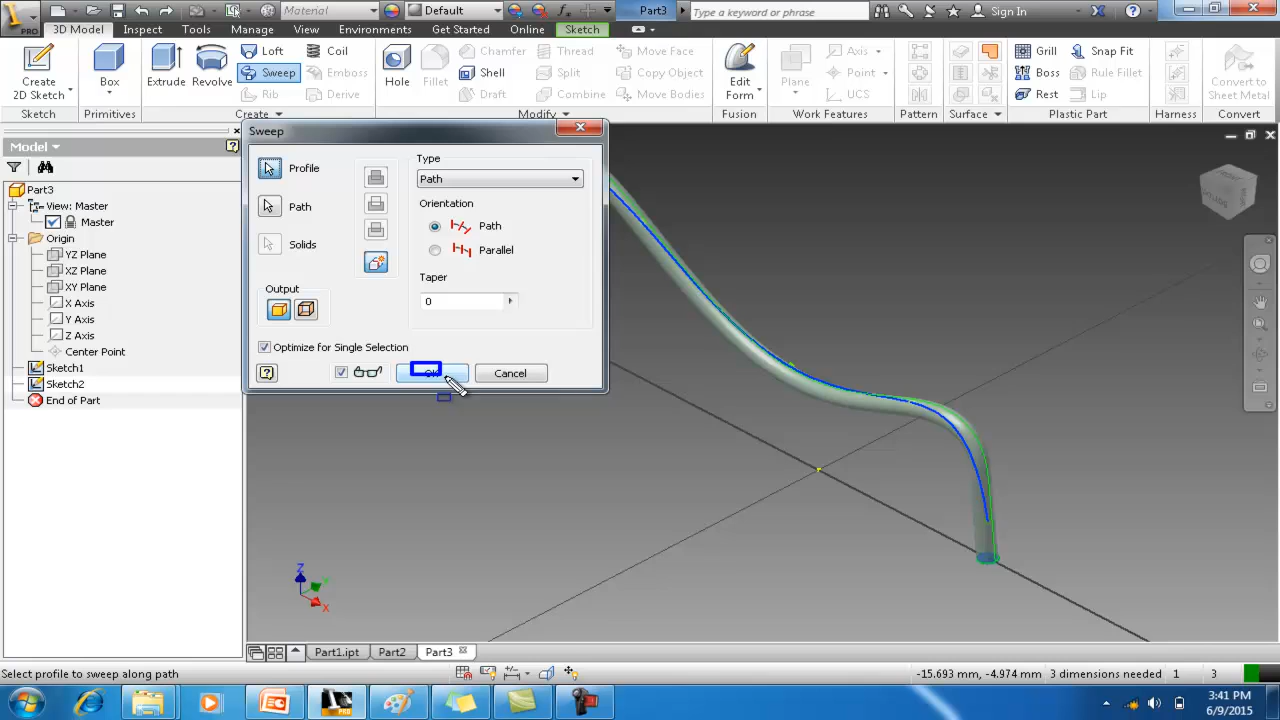 PRO
Material
Default
Part3
Type a keyword or phrase
Sign In
3D Model
Inspect
Tools
Manage
View
Environments
Get Started
Online
Sketch
Create
2D Sketch
Box
Extrude
Revolve
Loft
Coil
Sweep
Emboss
Rib
Derive
Hole
Fillet
Chamfer
Thread
Move Face
Shell
Split
Copy Object
Draft
Combine
Move Bodies
Edit
Form
Plane
Axis
Point
UCS
Grill
Snap Fit
Boss
Rule Fillet
Rest
Lip
Convert to
Sheet Metal
Sketch
Primitives
Create
Modify
Fusion
Work Features
Pattern
Surface
Plastic Part
Harness
Convert
Model
Part3
View: Master
Master
Origin
YZ Plane
XZ Plane
XY Plane
X Axis
Y Axis
Z Axis
Center Point
Sketch1
Sketch2
End of Part
Sweep
Profile
Path
Solids
Output
Type
Path
Orientation
Path
Parallel
Taper
0
Optimize for Single Selection
OK
Cancel
Z
Y
X
Part1.ipt
Part2
Part3
Select profile to sweep along path
-15.693 mm, -4.974 mm
3 dimensions needed
1
3
PRO
3:41 PM
6/9/2015